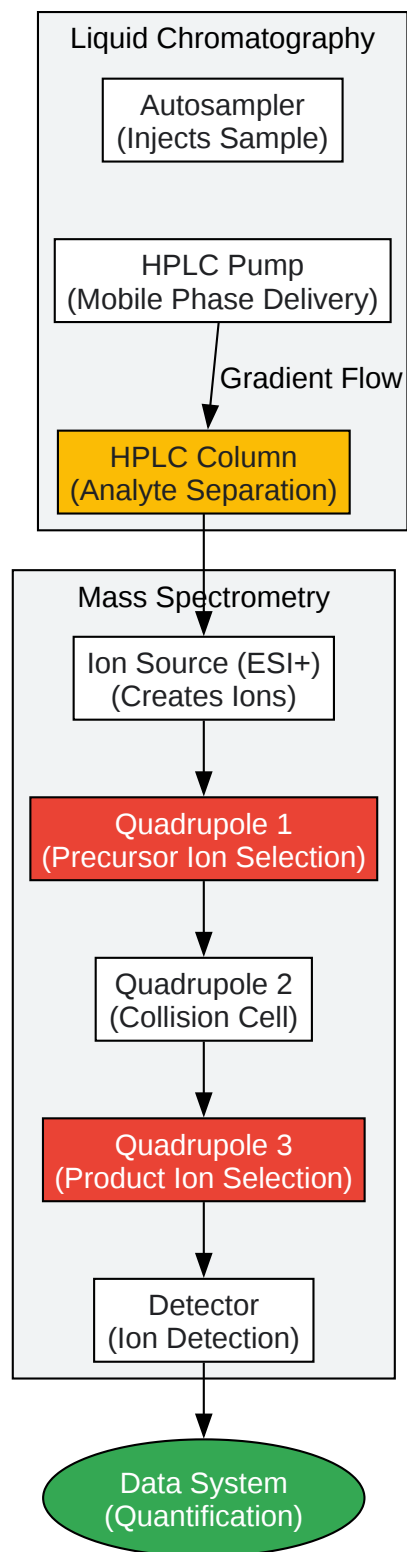 Liquid Chromatography
Autosampler
(Injects Sample)
HPLC Pump
(Mobile Phase Delivery)
Gradient Flow
HPLC Column
(Analyte Separation)
Mass Spectrometry
Ion Source (ESI+)
(Creates Ions)
Quadrupole 1
(Precursor Ion Selection)
Quadrupole 2
(Collision Cell)
Quadrupole 3
(Product Ion Selection)
Detector
(Ion Detection)
Data System
(Quantification)